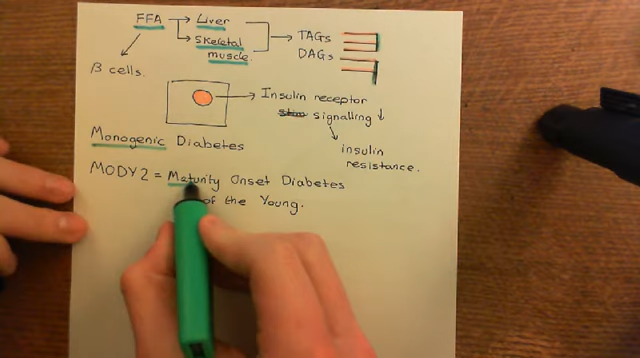 FFA → Liver
→ Skeletal muscle → TAGs
DAGs
β cells.
Insulin receptor
signalling ↓
insulin
resistance.
Monogenic Diabetes
MODY2 = Maturity Onset Diabetes
of the Young.